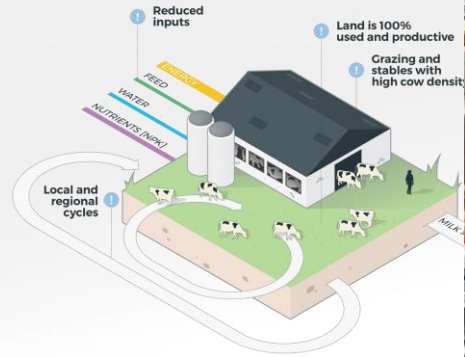 Reduced
inputs
Land is 100%
used and productive
Grazing and
stables with
high cow density
ENERGY
FEED
WATER
NUTRIENTS [NPK]
Local and
regional
cycles
MILK